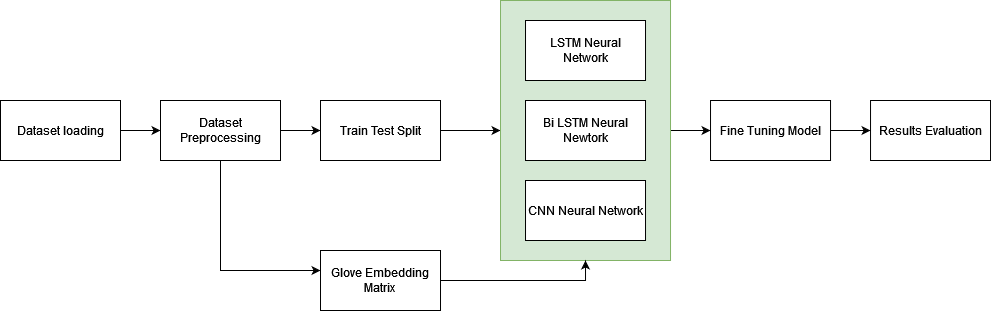 LSTM Neural
Network
Dataset loading
Dataset
Preprocessing
Train Test Split
Bi LSTM Neural
Newtork
Fine Tuning Model
Results Evaluation
CNN Neural Network
Glove Embedding
Matrix